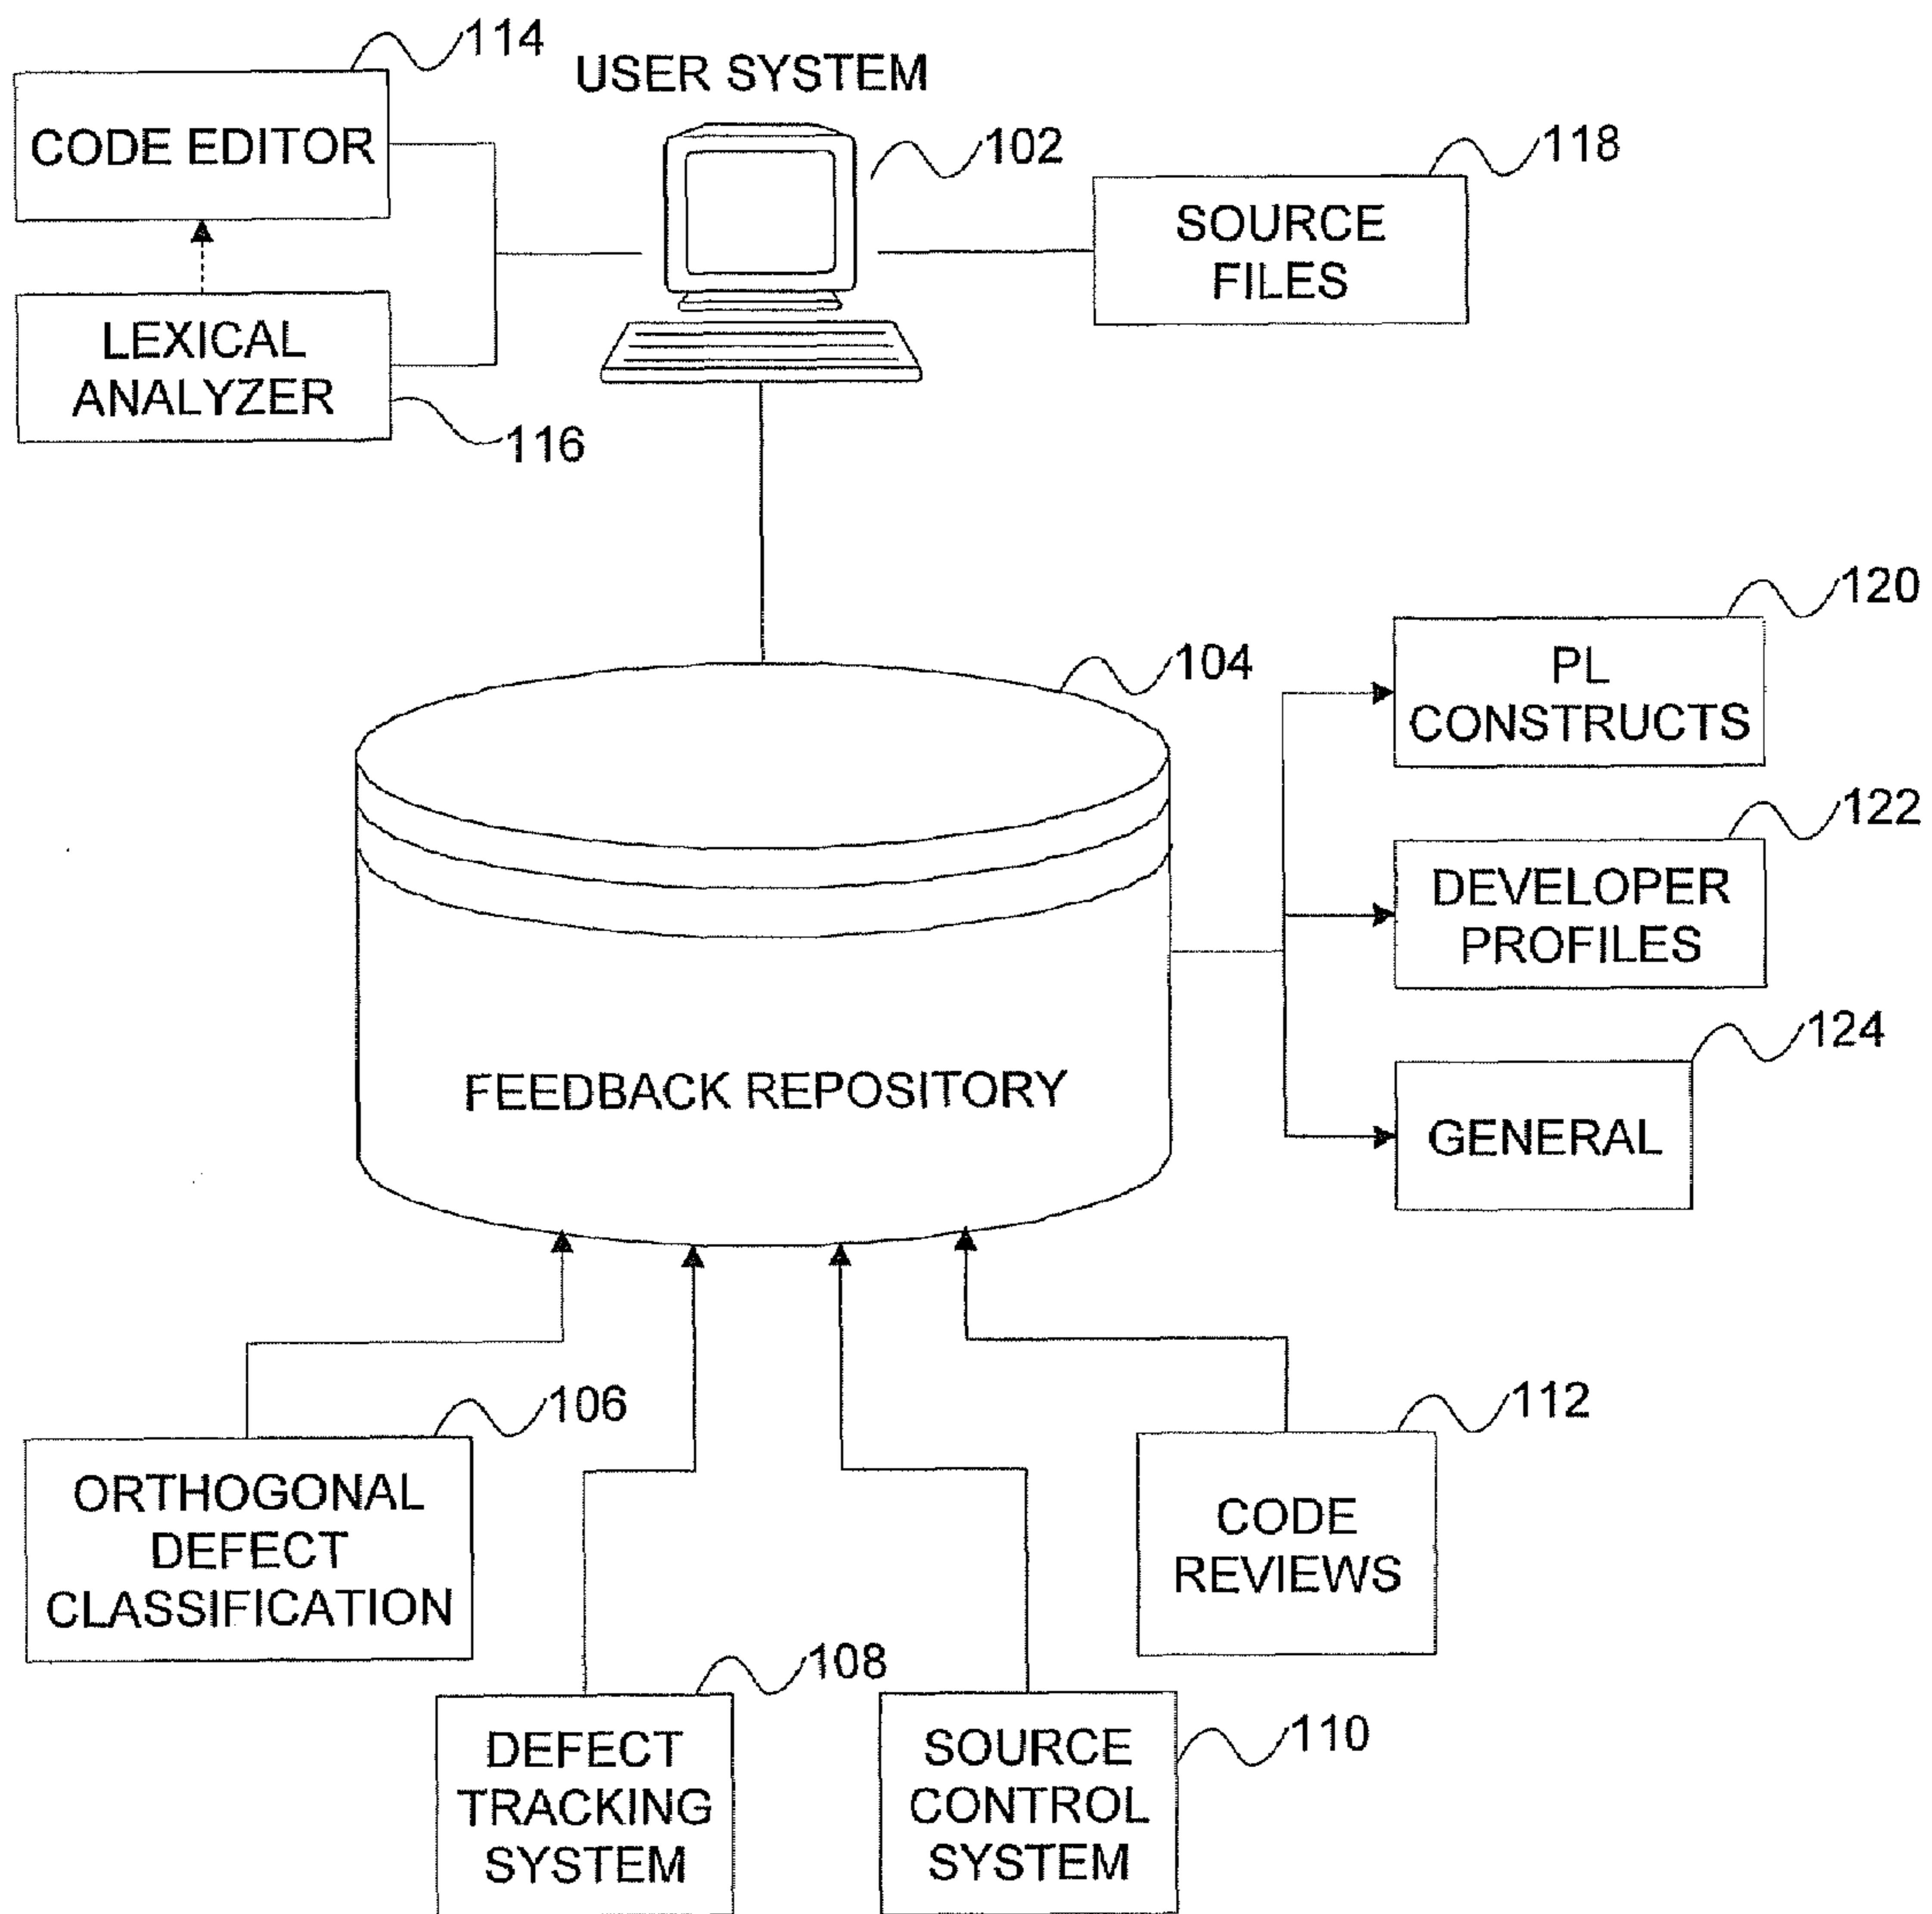 114
USER SYSTEM
CODE EDITOR
102
118
SOURCE
FILES
LEXICAL
ANALYZER
116
120
PL
CONSTRUCTS
104
122
DEVELOPER
PROFILES
124
GENERAL
FEEDBACK REPOSITORY
106
ORTHOGONAL
DEFECT
CLASSIFICATION
112
CODE
REVIEWS
108
DEFECT
TRACKING
SYSTEM
110
SOURCE
CONTROL
SYSTEM